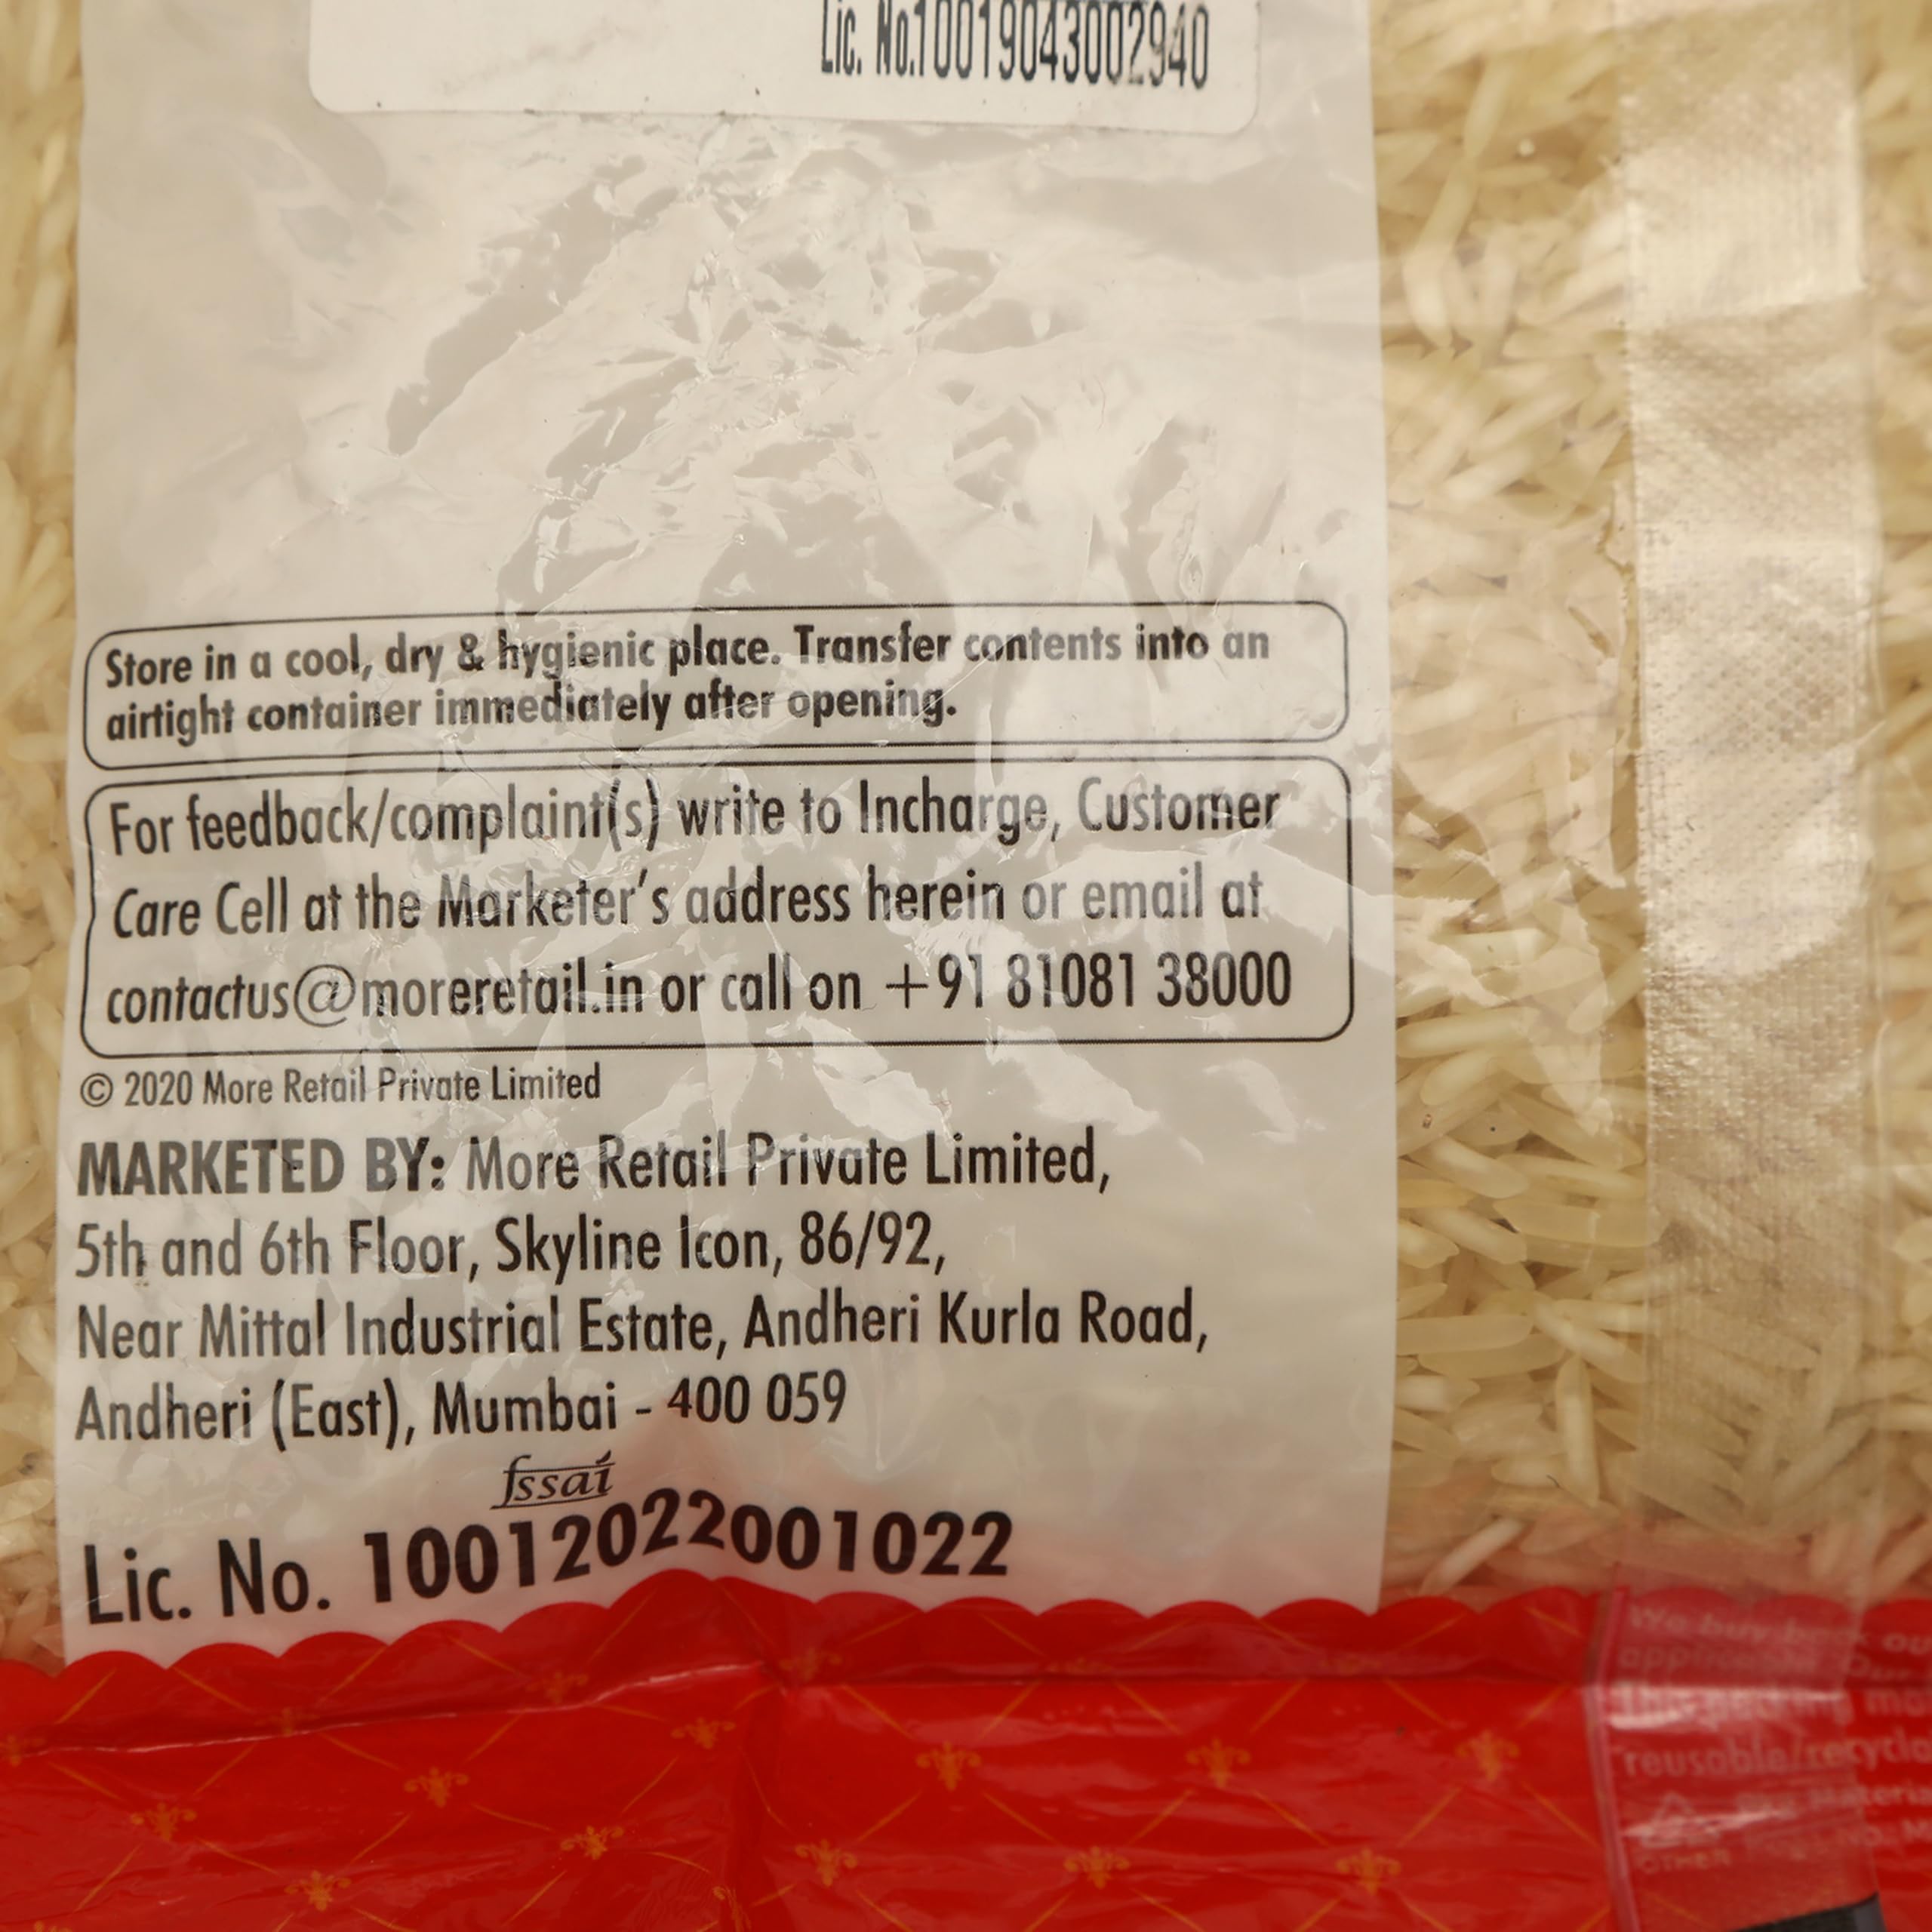 Lic. No.10019043002940
Store in a cool, dry & hygienic place. Transfer contents into an
airtight container immediately after opening.
For feedback/complaint(s) write to Incharge, Customer
Care Cell at the Marketer's address herein or email at
contactus@moreretail.in or call on +91 81081 38000
© 2020 More Retail Private Limited
MARKETED BY: More Retail Private Limited,
5th and 6th Floor, Skyline Icon, 86/92,
Near Mittal Industrial Estate, Andheri Kurla Road,
Andheri (East), Mumbai - 400 059
fssai
Lic. No. 10012022001022
We buy
reusable/
OTHER